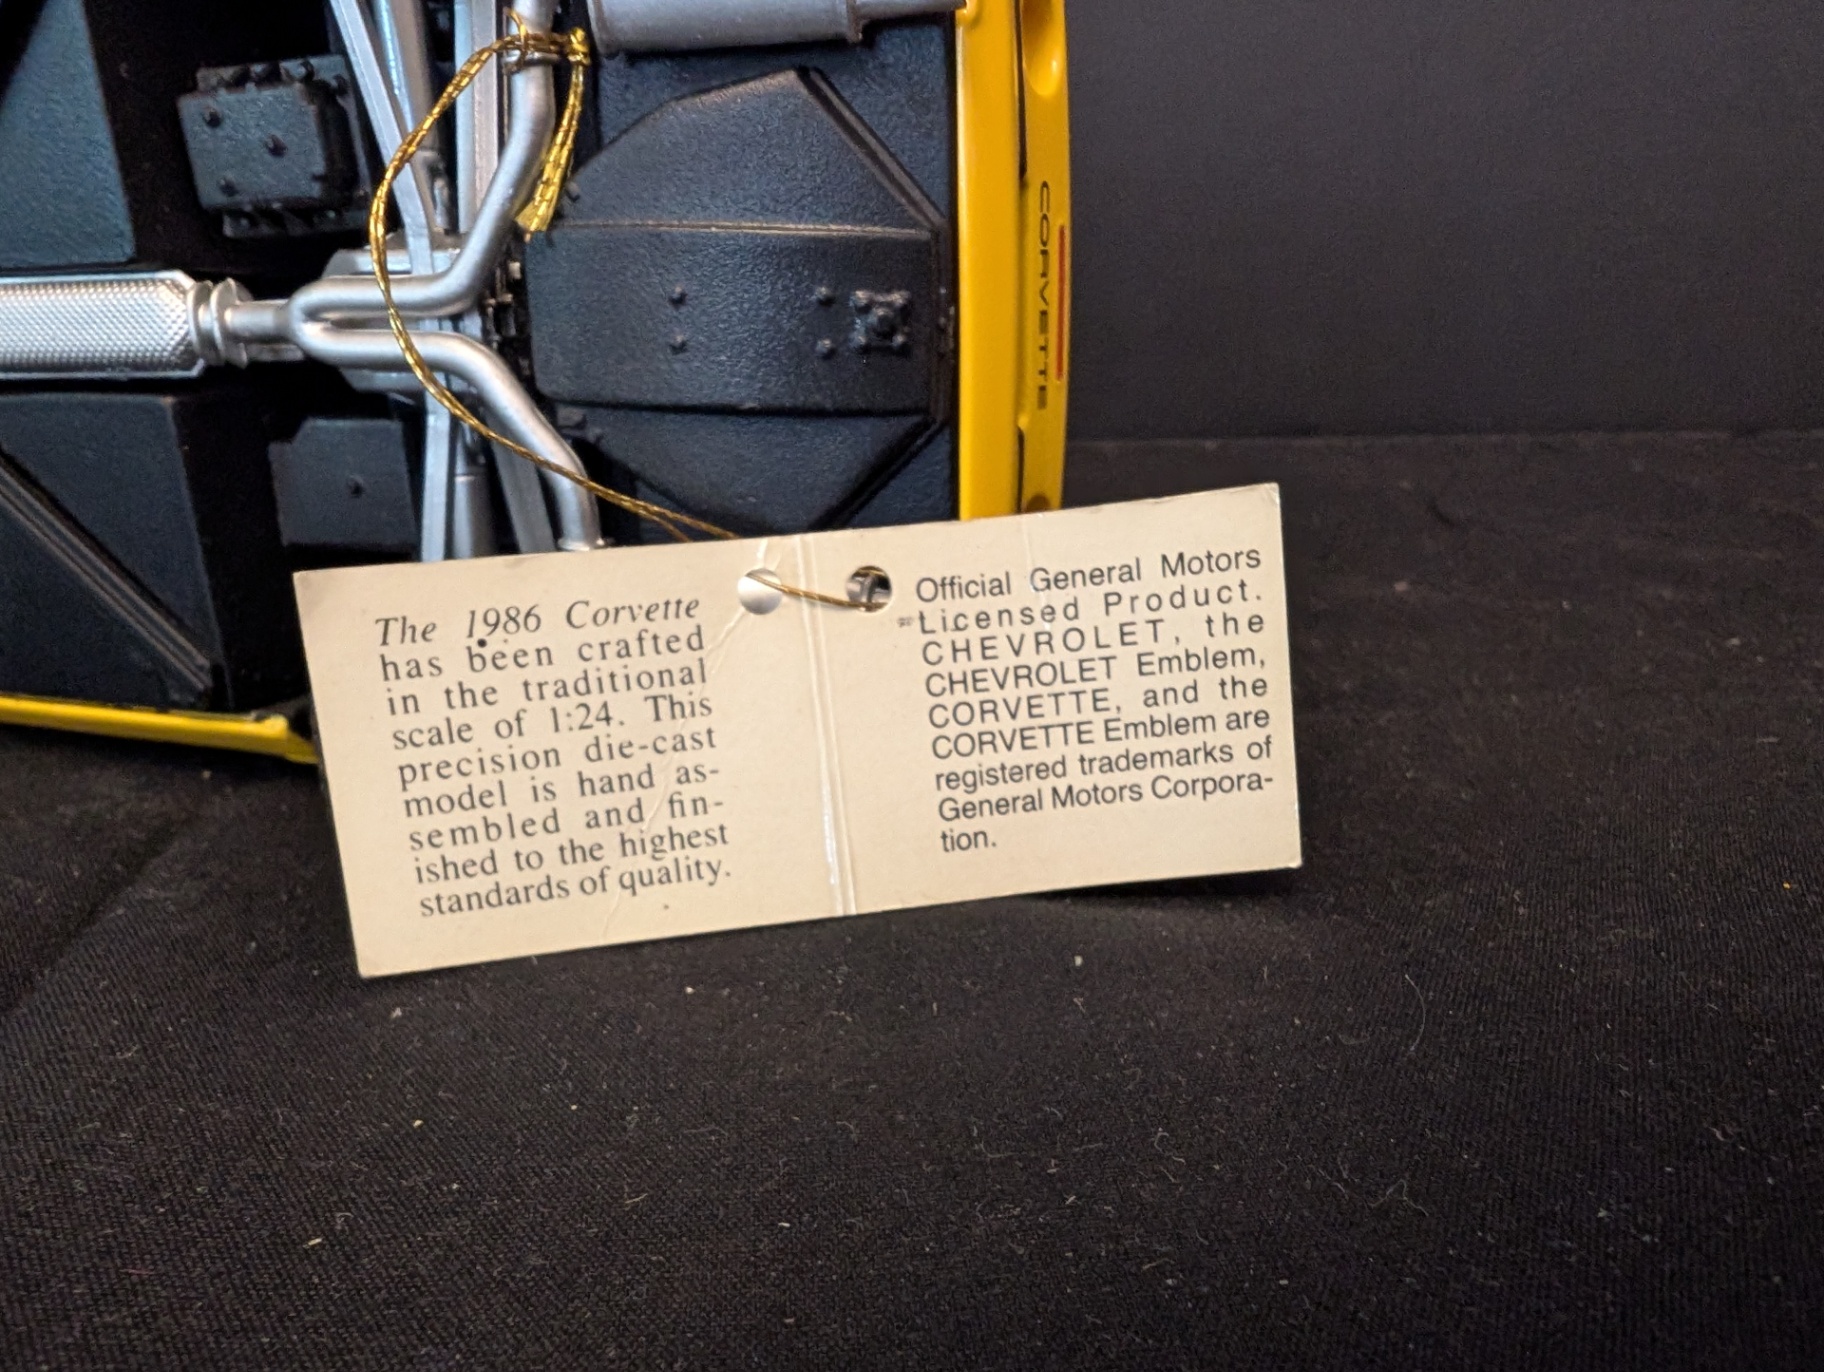 CORVETTE
The 1986 Corvette
has been crafted
in the traditional
scale of 1:24. This
precision die-cast
model is hand as-
sembled and fin-
ished to the highest
standards of quality.
Official General Motors
Licensed Product.
CHEVROLET, the
CHEVROLET Emblem,
CORVETTE, and the
CORVETTE Emblem are
registered trademarks of
General Motors Corpora-
tion.